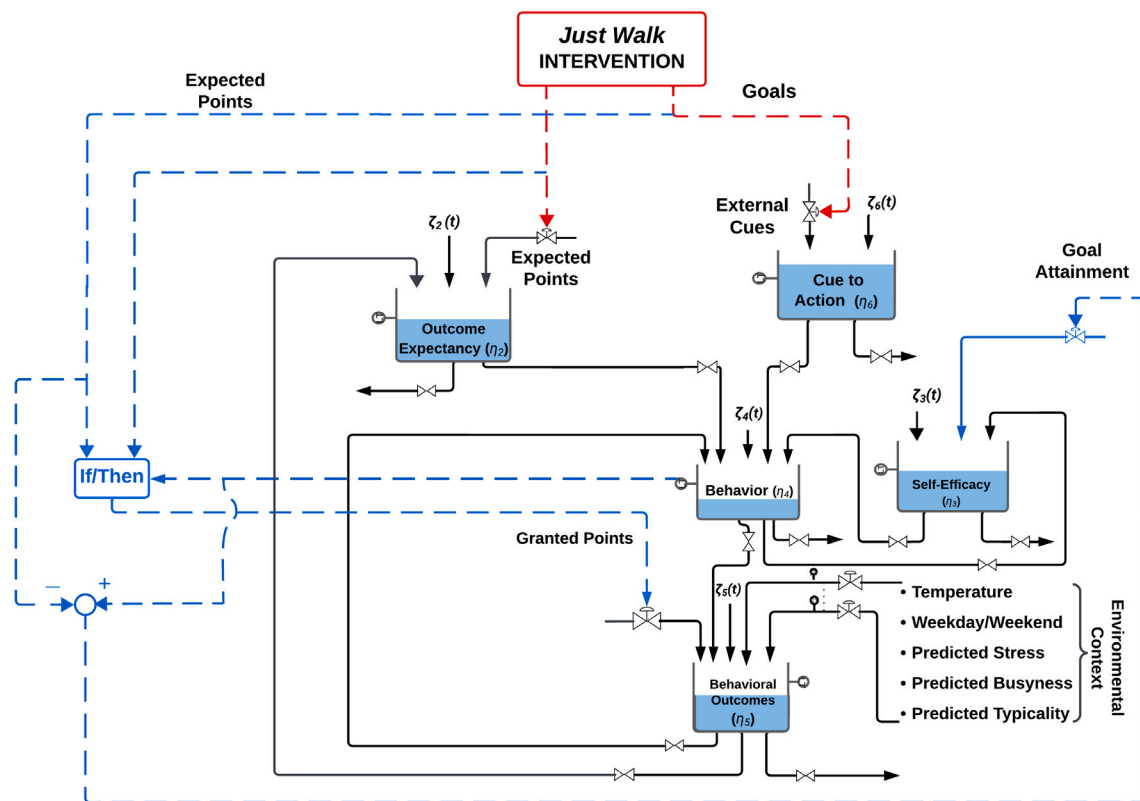 Just Walk
INTERVENTION
Expected
Points
Goals
ζ2 (t)
Expected
Points
External
Cues
ζ6(t)
Cue to
Action (η6)
Goal
Attainment
Outcome
Expectancy (η2)
ζ4(t)
ζ3(t)
If/Then
Behavior (η4)
Self-Efficacy
(η3)
Granted Points
–
+
ζ5(t)
• Temperature
• Weekday/Weekend
• Predicted Stress
• Predicted Busyness
• Predicted Typicality
Environmental
Context
Behavioral
Outcomes
(η5)